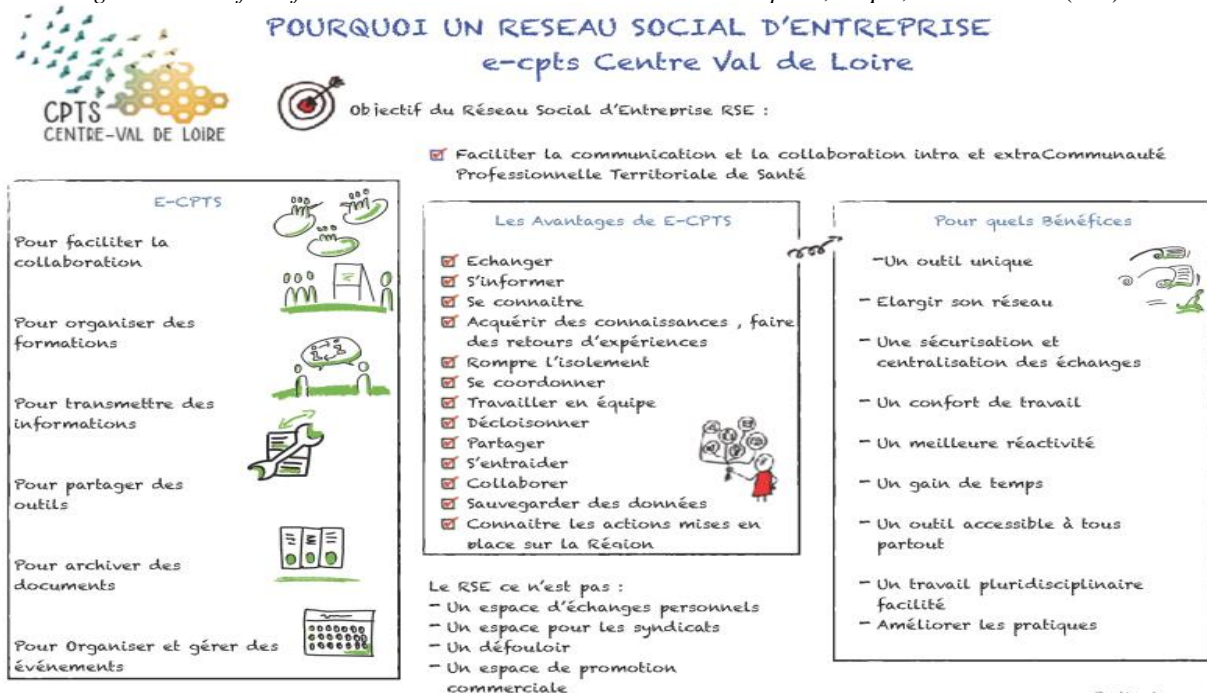 POURQUOI UN RESEAU SOCIAL D'ENTREPRISE
e-cpts Centre Val de Loire
CPTS
CENTRE-VAL DE LOIRE
Objectif du Réseau Social d'Entreprise RSE :
Faciliter la communication et la collaboration intra et extraCommunauté
Professionnelle Territoriale de Santé
E-CPTS
Pour faciliter la
collaboration
Pour organiser des
formations
Pour transmettre des
informations
Pour partager des
outils
Pour archiver des
documents
Pour Organiser et gérer des
événements
Les Avantages de E-CPTS
Echanger
S'informer
Se connaitre
Acquérir des connaissances , faire
des retours d'expériences
Rompre l'isolement
Se coordonner
Travailler en équipe
Décloisonner
Partager
S'entraider
Collaborer
Sauvegarder des données
Connaitre les actions mises en
place sur la Région
Le RSE ce n'est pas :
- Un espace d'échanges personnels
- Un espace pour les syndicats
- Un défouloir
- Un espace de promotion
commerciale
Pour quels Bénéfices
-Un outil unique
- Elargir son réseau
- Une sécurisation et
centralisation des échanges
- Un confort de travail
- Un meilleure réactivité
- Un gain de temps
- Un outil accessible à tous
partout
- Un travail pluridisciplinaire
facilité
- Améliorer les pratiques